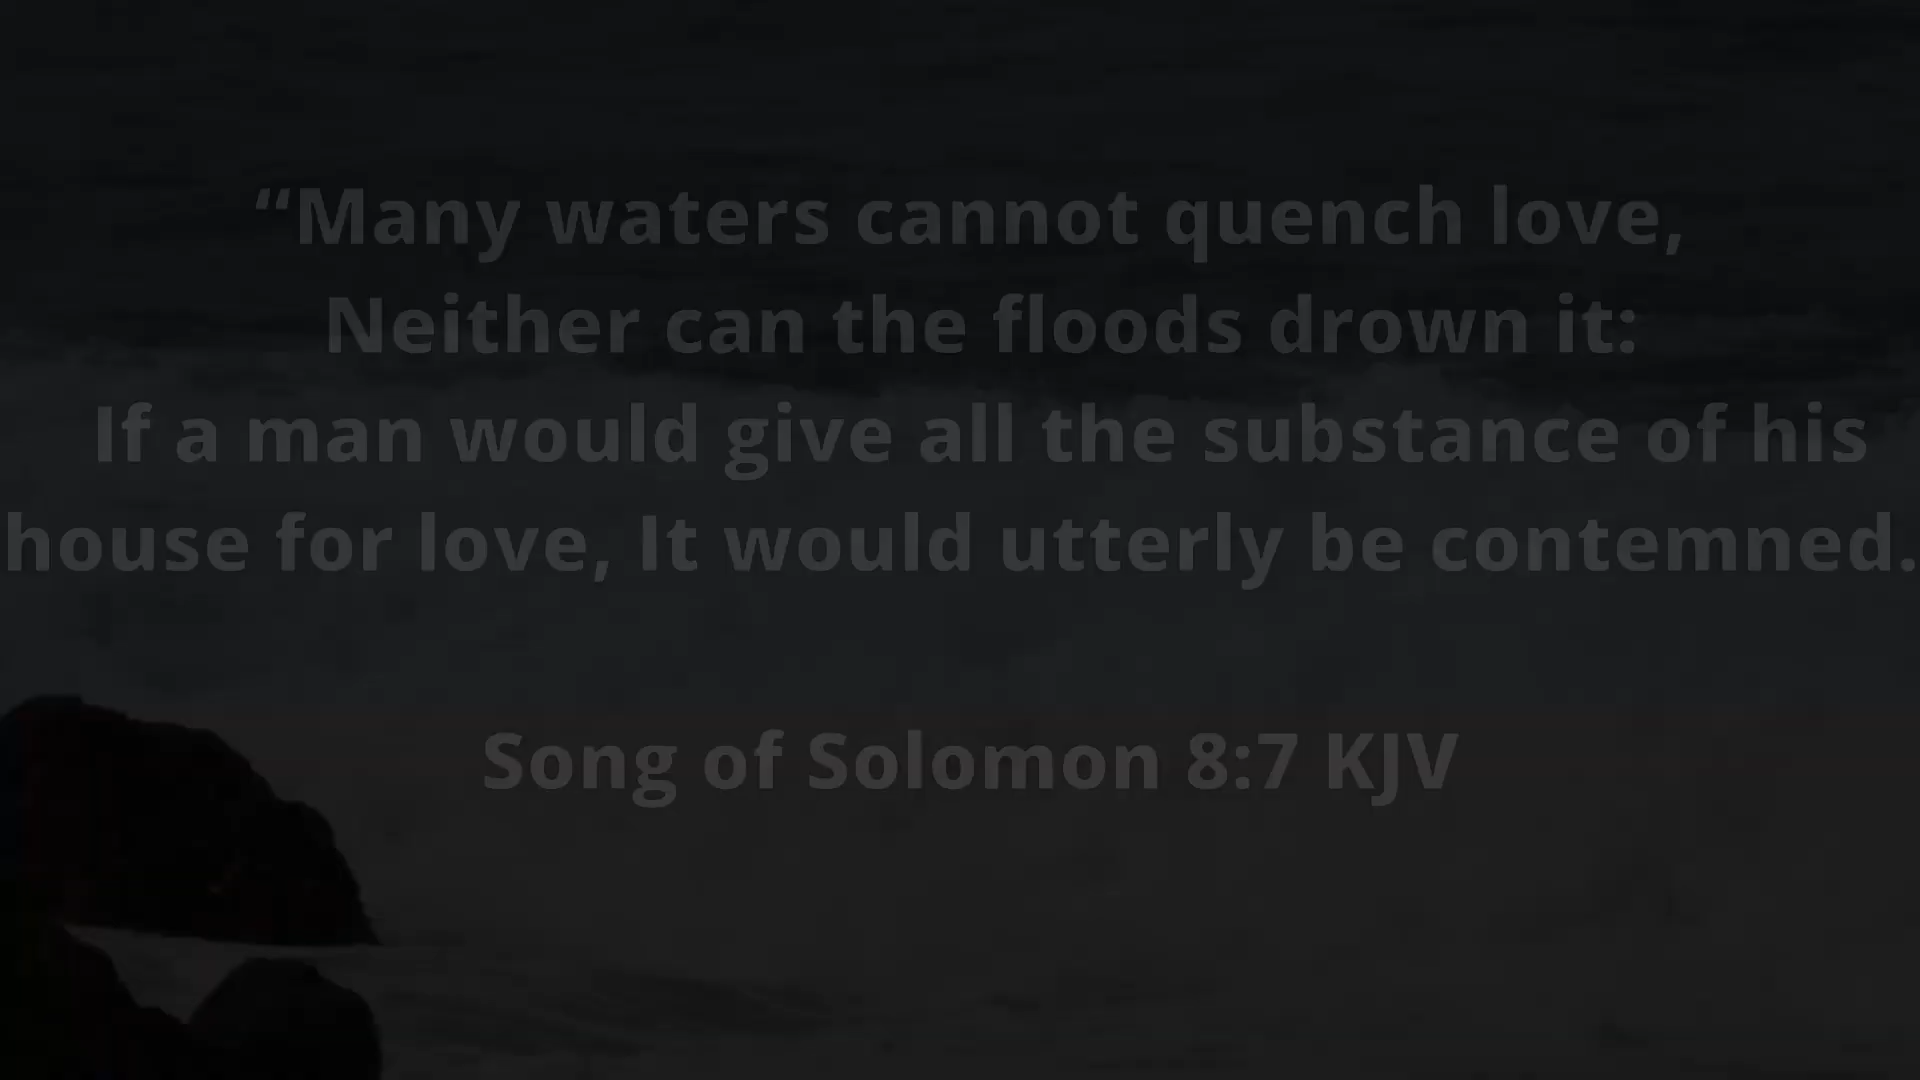 “Many waters cannot quench love,
Neither can the floods drown it:
If a man would give all the substance of his
house for love, It would utterly be contemned.
Song of Solomon 8:7 KJV